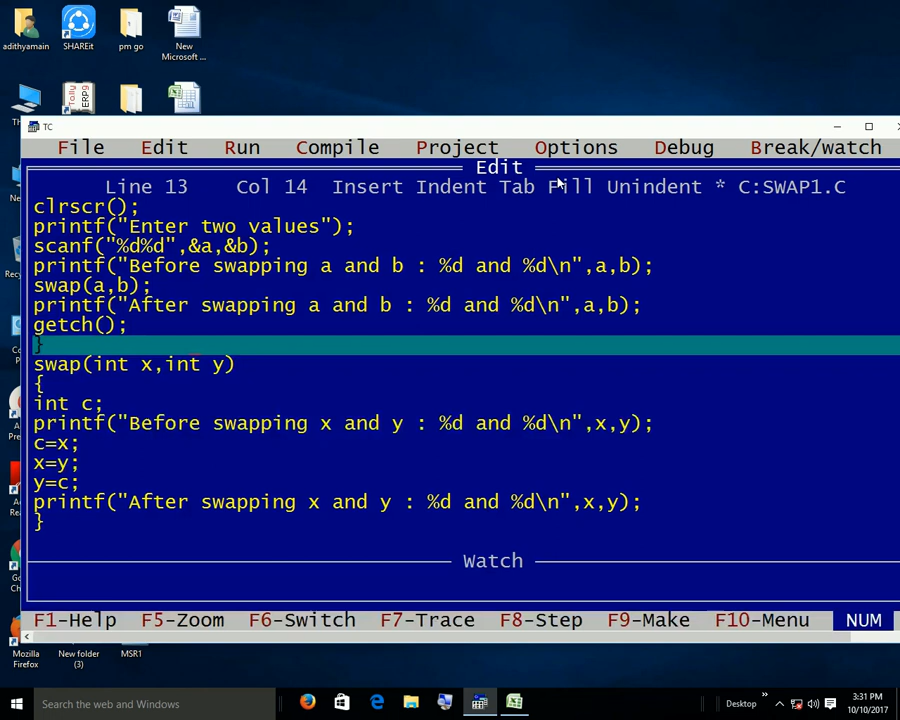 adithyamain
SHAREit
pm go
New
Microsoft ...
Tally
ERP9
TC
File Edit Run Compile Project Options Debug Break/watch
Edit
Line 13 Col 14 Insert Indent Tab Fill Unindent * C:SWAP1.C
clrscr();
printf("Enter two values");
scanf("%d%d",&a,&b);
printf("Before swapping a and b : %d and %d\n",a,b);
swap(a,b);
printf("After swapping a and b : %d and %d\n",a,b);
getch();
}
swap(int x,int y)
{
int c;
printf("Before swapping x and y : %d and %d\n",x,y);
c=x;
x=y;
y=c;
printf("After swapping x and y : %d and %d\n",x,y);
}
Watch
F1-Help F5-Zoom F6-Switch F7-Trace F8-Step F9-Make F10-Menu NUM
Mozilla
Firefox
New folder
(3)
MSR1
Search the web and Windows
Desktop
3:31 PM
10/10/2017